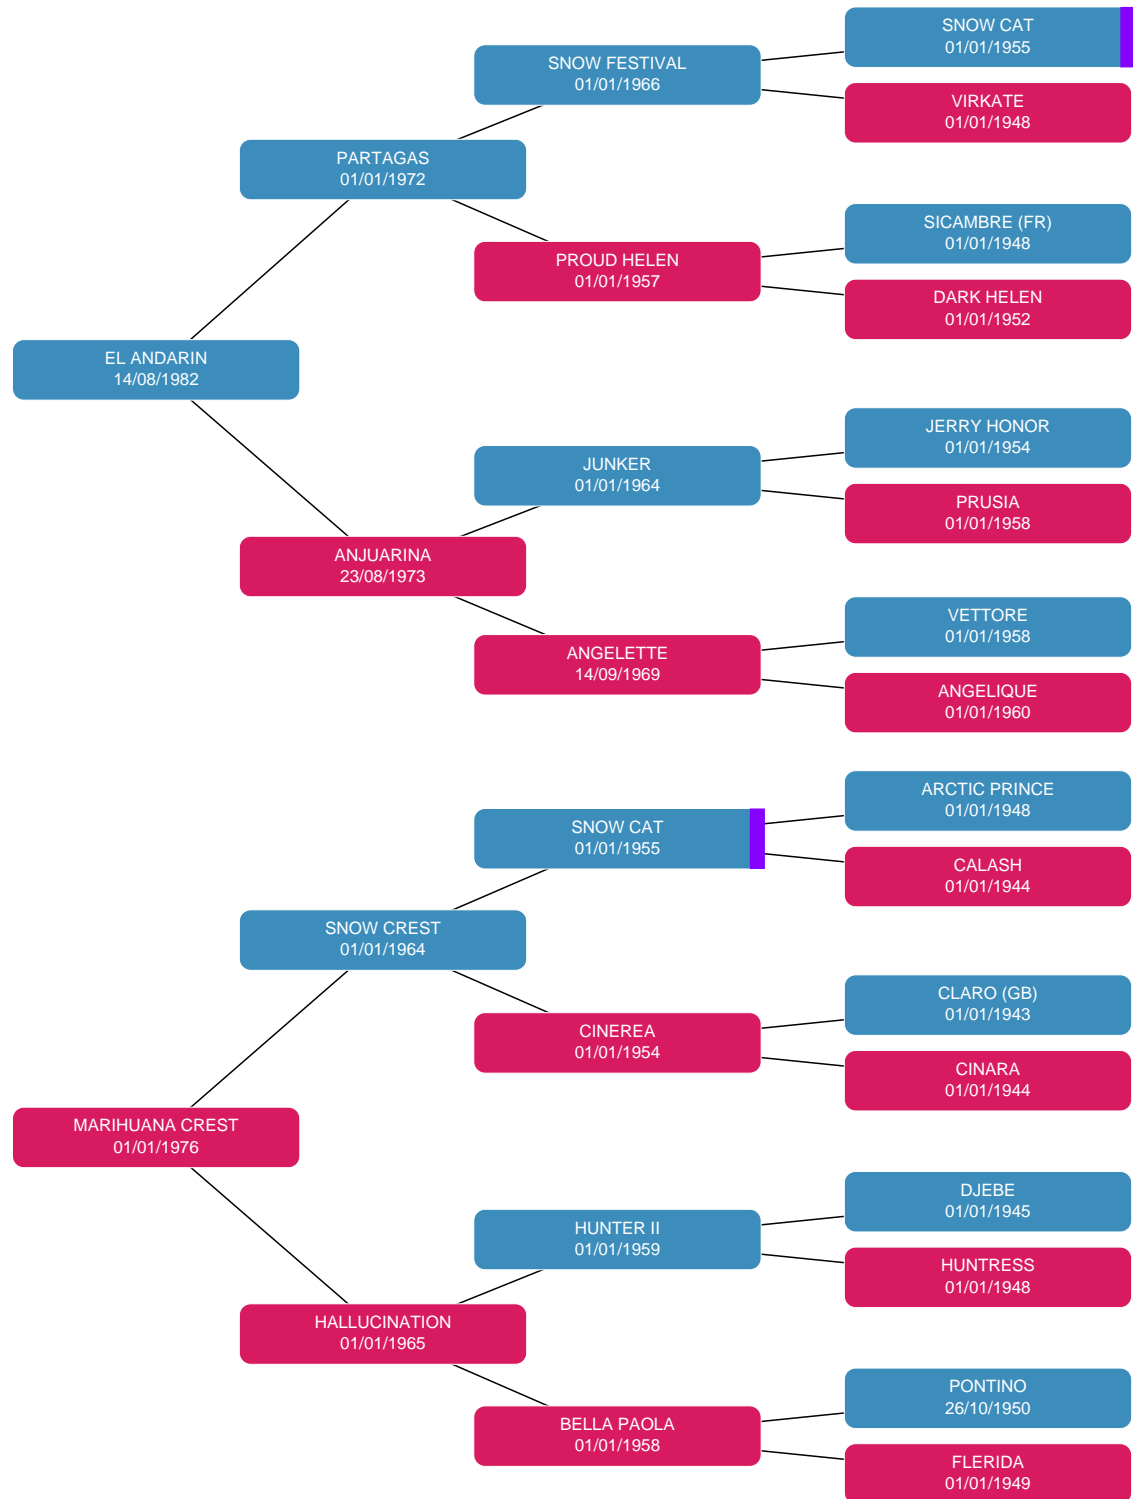 SNOW CAT
01/01/1955
SNOW FESTIVAL
01/01/1966
VIRKATE
01/01/1948
PARTAGAS
01/01/1972
SICAMBRE (FR)
01/01/1948
PROUD HELEN
01/01/1957
DARK HELEN
01/01/1952
EL ANDARIN
14/08/1982
JERRY HONOR
01/01/1954
JUNKER
01/01/1964
PRUSIA
01/01/1958
ANJUARINA
23/08/1973
VETTORE
01/01/1958
ANGELETTE
14/09/1969
ANGELIQUE
01/01/1960
ARCTIC PRINCE
01/01/1948
SNOW CAT
01/01/1955
CALASH
01/01/1944
SNOW CREST
01/01/1964
CLARO (GB)
01/01/1943
CINEREA
01/01/1954
CINARA
01/01/1944
MARIHUANA CREST
01/01/1976
DJEBE
01/01/1945
HUNTER II
01/01/1959
HUNTRESS
01/01/1948
HALLUCINATION
01/01/1965
PONTINO
26/10/1950
BELLA PAOLA
01/01/1958
FLERIDA
01/01/1949